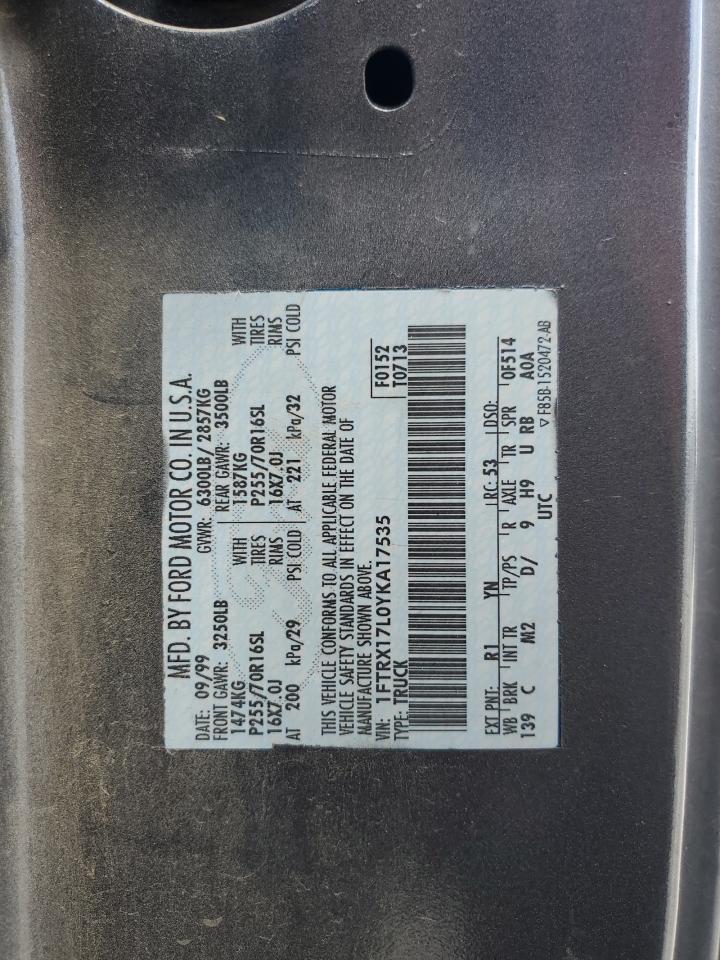 MFD. BY FORD MOTOR CO. IN U.S.A.
DATE: 09/99 GVWR: 6300LB/ 2857KG
FRONT GAWR: 3250LB REAR GAWR: 3500LB
1474KG WITH 1587KG WITH
P255/70R16SL TIRES P255/70R16SL TIRES
16X7.0J RIMS 16X7.0J RIMS
AT 200 kPa/29 PSI COLD AT 221 kPa/32 PSI COLD
THIS VEHICLE CONFORMS TO ALL APPLICABLE FEDERAL MOTOR
VEHICLE SAFETY STANDARDS IN EFFECT ON THE DATE OF
MANUFACTURE SHOWN ABOVE.
VIN: 1FTRX17L0YKA17535 F0152
TYPE: TRUCK T0713
EXT PNT: R1 YN RC: 53 DSO:
WB BRK INT TR TP/PS R AXLE TR SPR 0F514
139 C M2 D/ 9 H9 U RB A0A
UTC ▽ F85B-1520472-AB